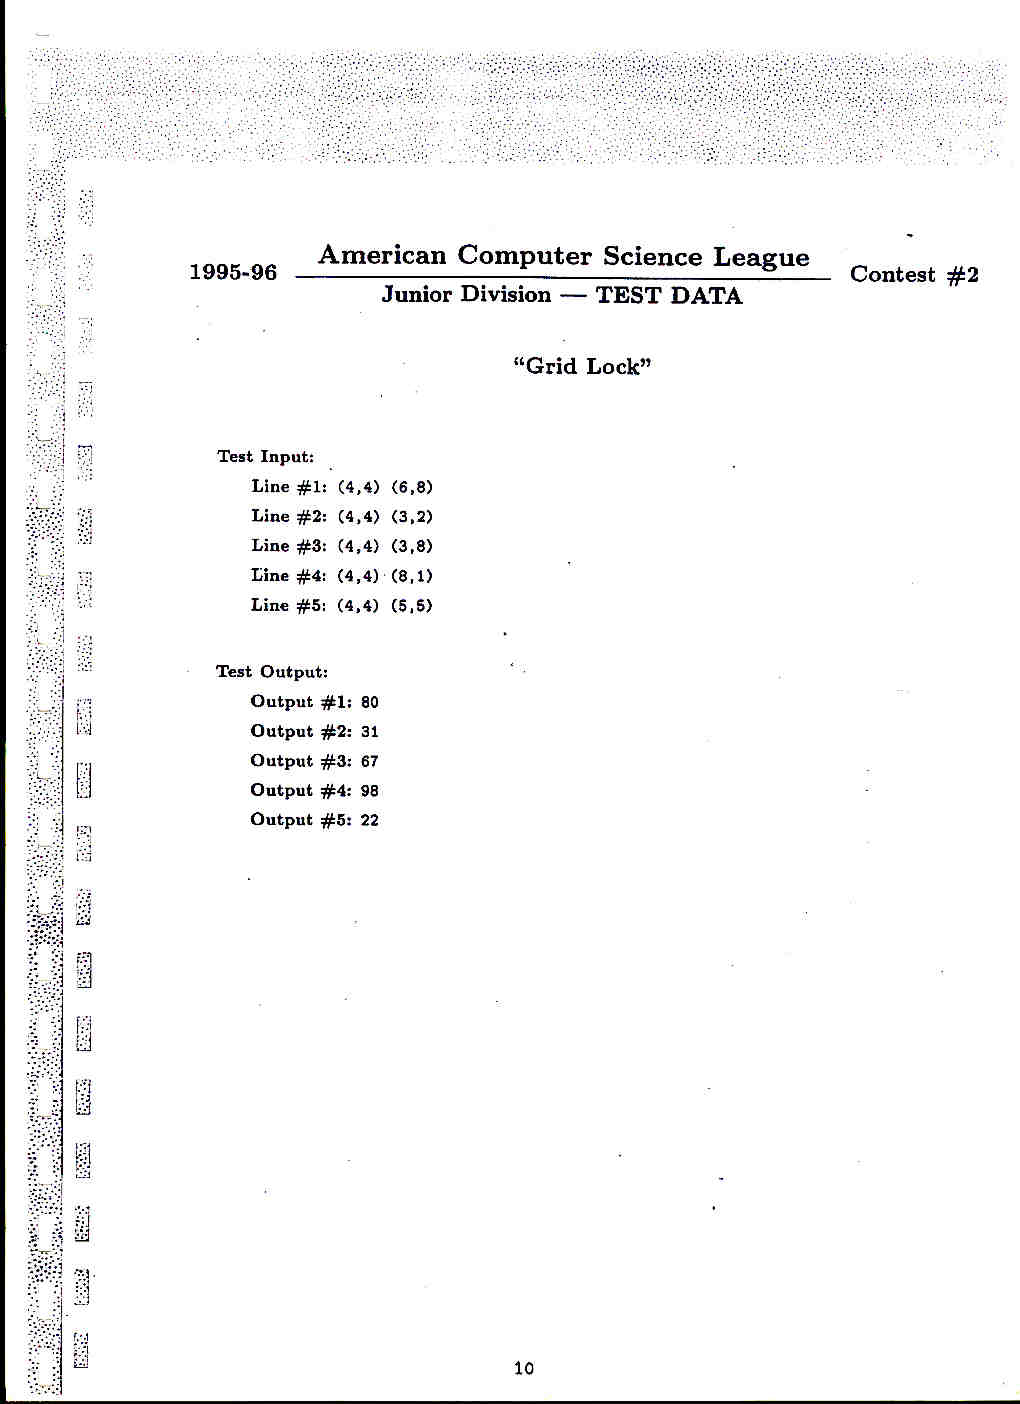 American Computer Science League
1995-96 Contest #2
Junior Division — TEST DATA
“Grid Lock”
Test Input:
Line #1: (4,4) (6,8)
Line #2: (4,4) (3,2)
Line #3: (4,4) (3,8)
Line #4: (4,4) (8,1)
Line #5: (4,4) (5,5)
Test Output:
Output #1: 80
Output #2: 31
Output #3: 67
Output #4: 98
Output #5: 22
10